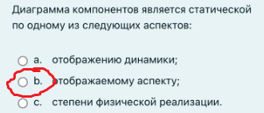 Диаграмма компонентов является статической
по одному из следующих аспектов:
a. отображению динамики;
b. отображаемому аспекту;
c. степени физической реализации.